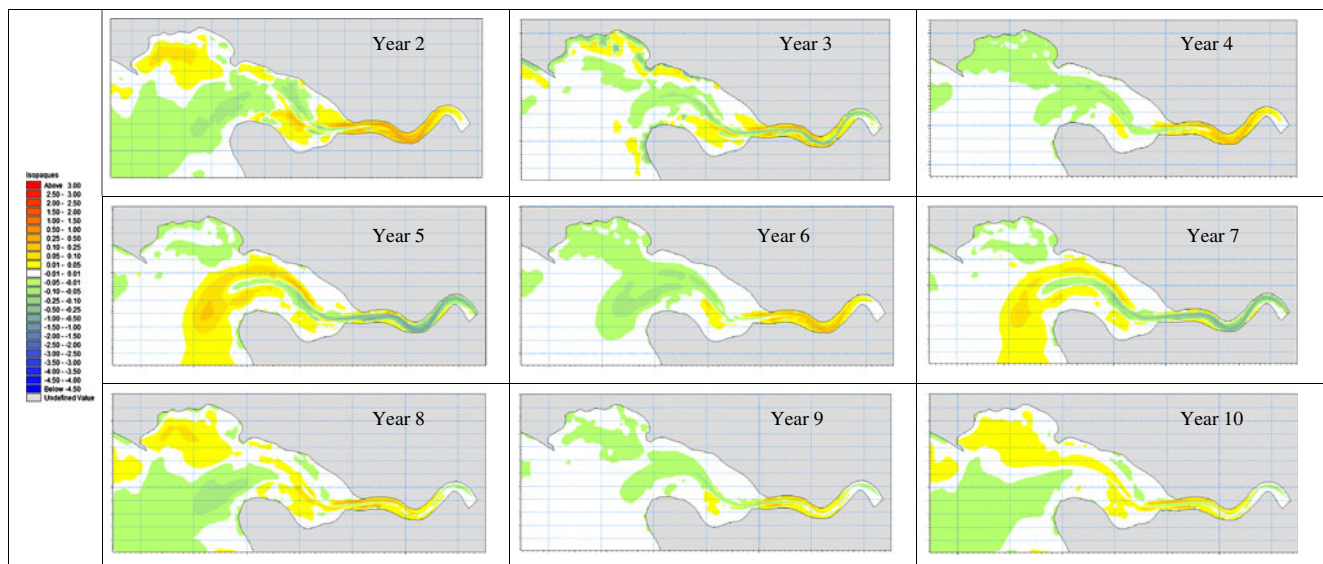 Year 2
Year 3
Year 4
Year 5
Year 6
Year 7
Year 8
Year 9
Year 10
Isopaques
Above 3.00
2.50 - 3.00
2.00 - 2.50
1.50 - 2.00
1.00 - 1.50
0.50 - 1.00
0.25 - 0.50
0.10 - 0.25
0.05 - 0.10
0.01 - 0.05
-0.01 - 0.01
-0.05 - -0.01
-0.10 - -0.05
-0.25 - -0.10
-0.50 - -0.25
-1.00 - -0.50
-1.50 - -1.00
-2.00 - -1.50
-2.50 - -2.00
-3.00 - -2.50
-3.50 - -3.00
-4.00 - -3.50
-4.50 - -4.00
Below -4.50
Undefined Value